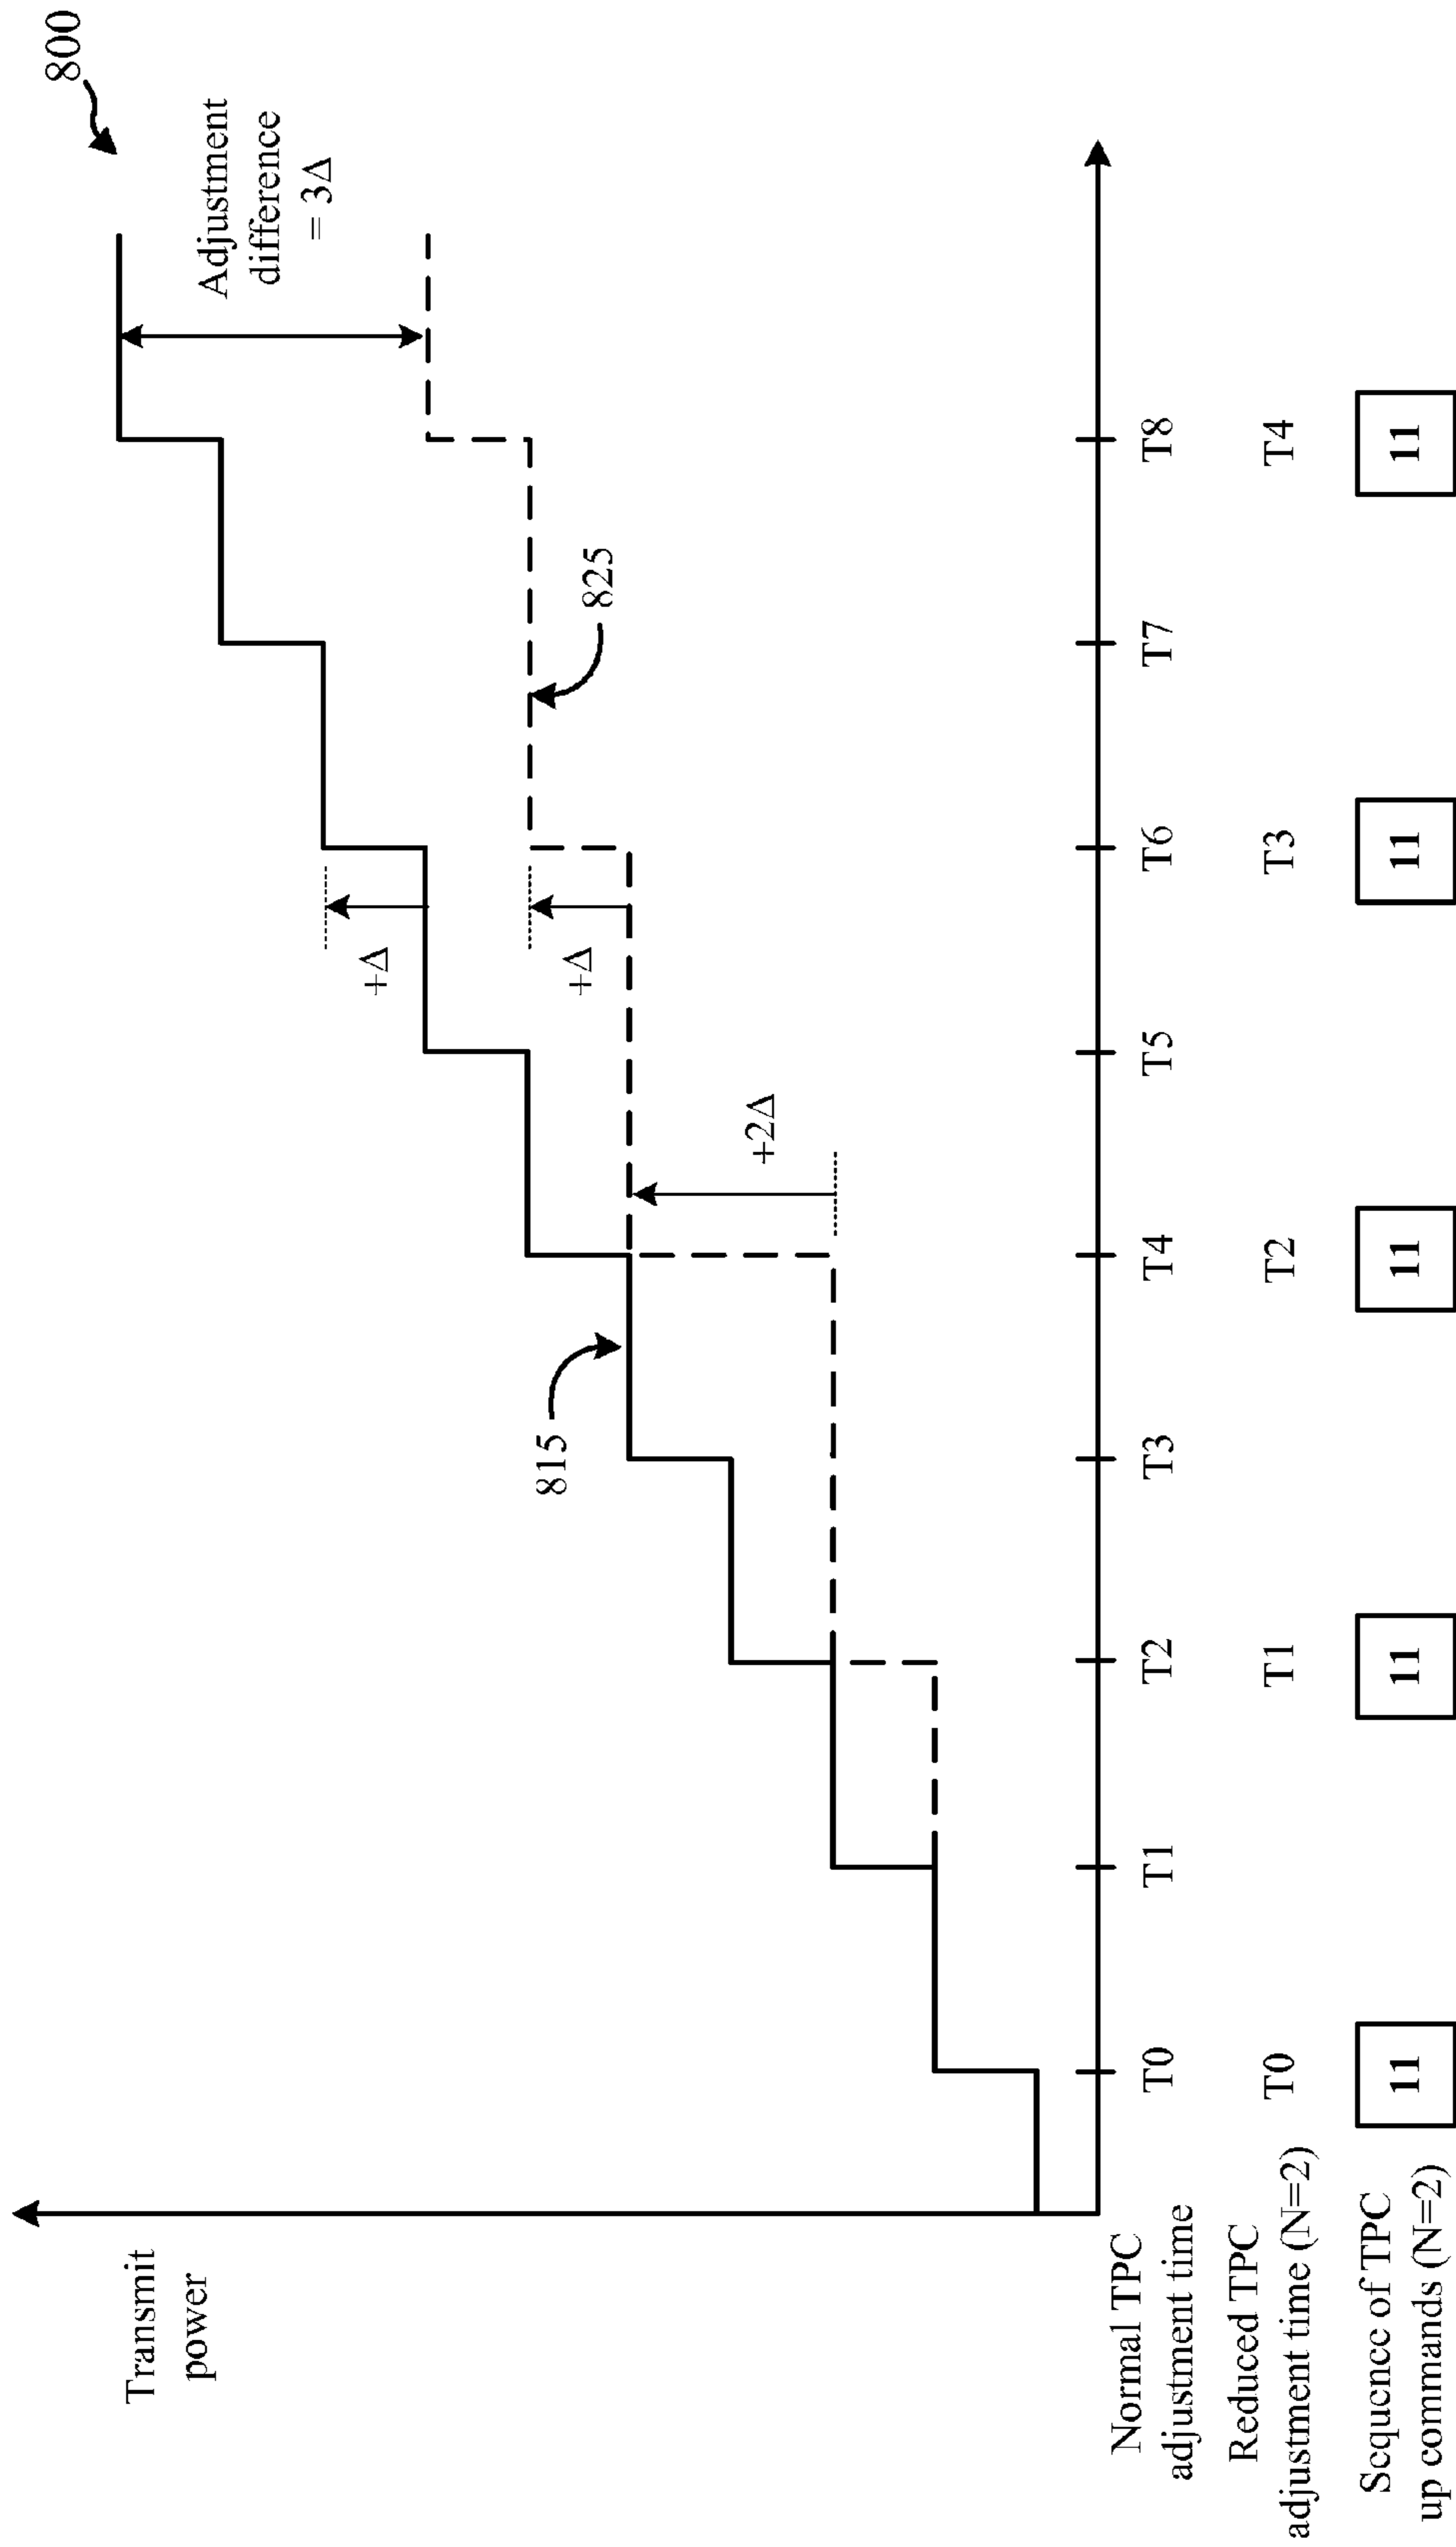 800
Transmit
power
Adjustment
difference
= 3Δ
+Δ
+Δ
825
+2Δ
815
Normal TPC
adjustment time
T0
T1
T2
T3
T4
T5
T6
T7
T8
Reduced TPC
adjustment time (N=2)
T0
T1
T2
T3
T4
Sequence of TPC
up commands (N=2)
11
11
11
11
11